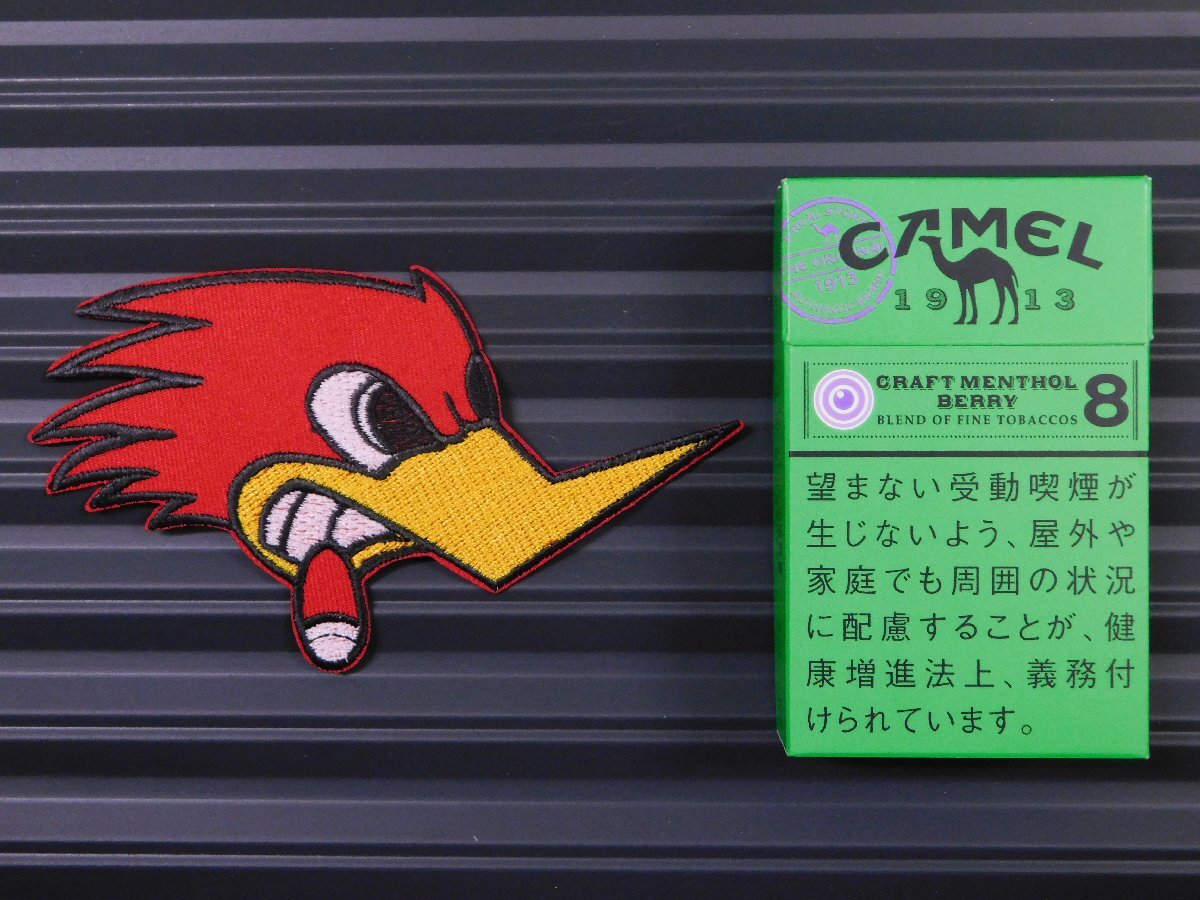 CAMEL
1913
1913
CRAFT MENTHOL
BERRY
8
BLEND OF FINE TOBACCOS
望まない受動喫煙が
生じないよう、屋外や
家庭でも周囲の状況
に配慮することが、健
康増進法上、義務付
けられています。